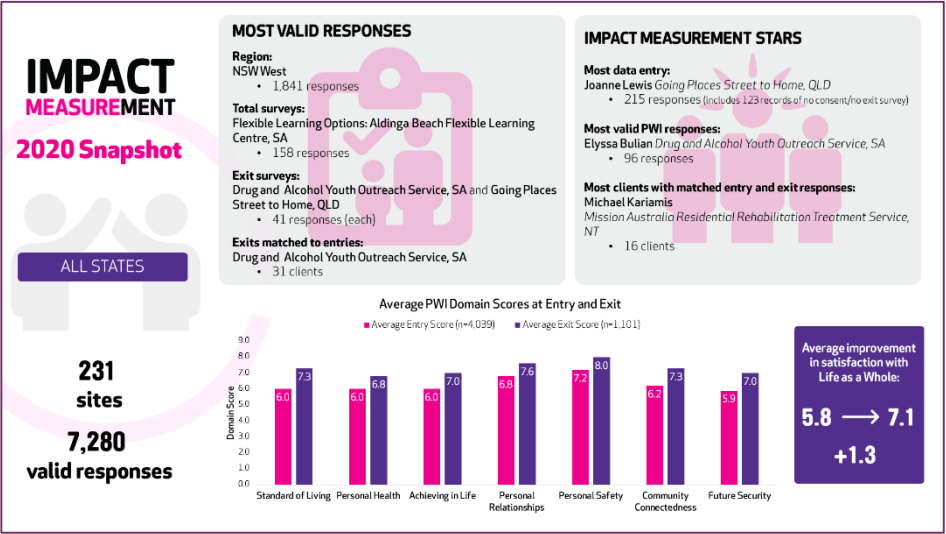 IMPACT
MEASUREMENT
2020 Snapshot
ALL STATES
231
sites
7,280
valid responses
MOST VALID RESPONSES
Region:
NSW West
• 1,841 responses
Total surveys:
Flexible Learning Options: Aldinga Beach Flexible Learning
Centre, SA
• 158 responses
Exit surveys:
Drug and Alcohol Youth Outreach Service, SA and Going Places
Street to Home, QLD
• 41 responses (each)
Exits matched to entries:
Drug and Alcohol Youth Outreach Service, SA
• 31 clients
IMPACT MEASUREMENT STARS
Most data entry:
Joanne Lewis Going Places Street to Home, QLD
• 215 responses (includes 123 records of no consent/no exit survey)
Most valid PWI responses:
Elyssa Bulian Drug and Alcohol Youth Outreach Service, SA
• 96 responses
Most clients with matched entry and exit responses:
Michael Kariamis
Mission Australia Residential Rehabilitation Treatment Service,
NT
• 16 clients
Average PWI Domain Scores at Entry and Exit
Average Entry Score (n=4,039) Average Exit Score (n=1,101)
Domain Score
9.0
8.0
7.0
6.0
5.0
4.0
3.0
2.0
1.0
0.0
6.0 7.3 6.0 6.8 6.0 7.0 6.8 7.6 7.2 8.0 6.2 7.3 5.9 7.0
Standard of Living Personal Health Achieving in Life Personal Personal Safety Community Future Security
Relationships Connectedness
Average improvement
in satisfaction with
Life as a Whole:
5.8 → 7.1
+1.3